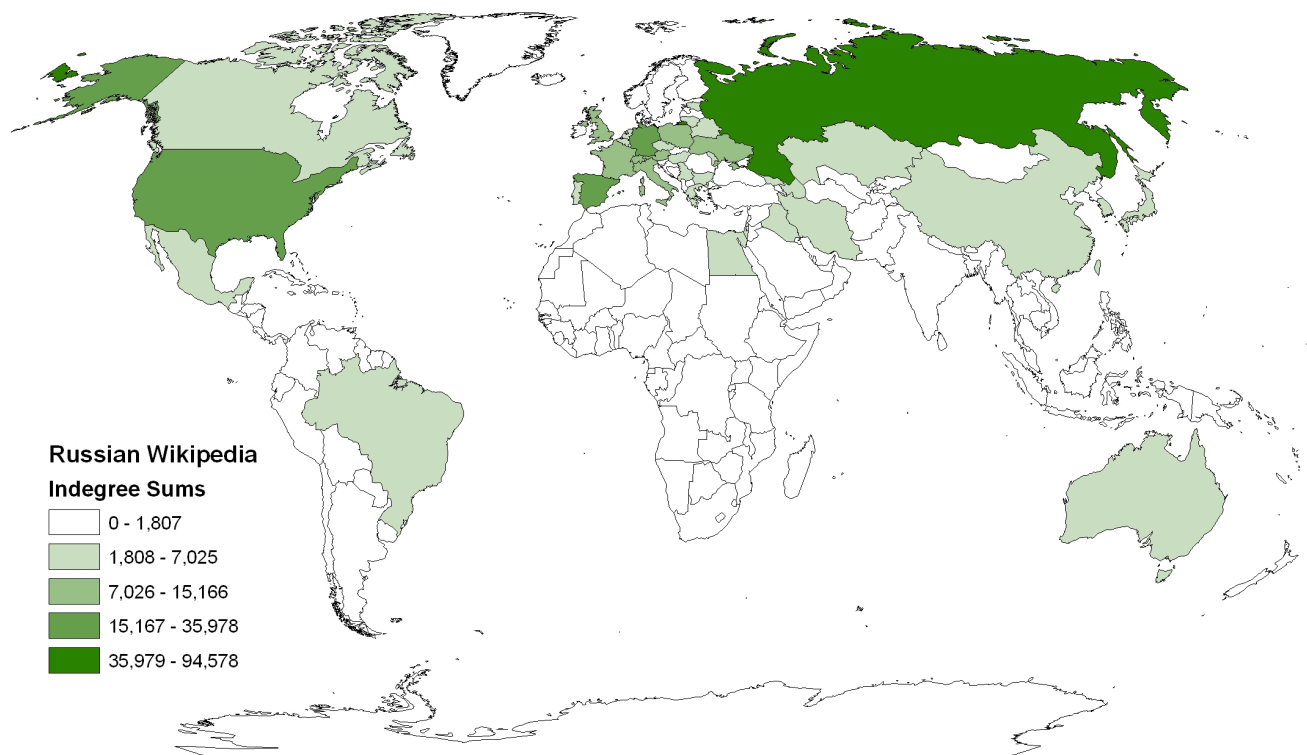 Russian Wikipedia
Indegree Sums
0 - 1,807
1,808 - 7,025
7,026 - 15,166
15,167 - 35,978
35,979 - 94,578